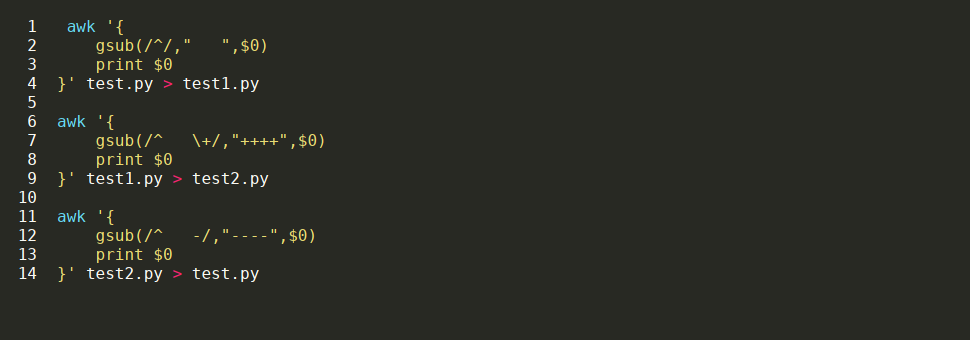 1 awk '{
2 gsub(/^/,"   ",$0)
3 print $0
4 }' test.py > test1.py
5
6 awk '{
7 gsub(/^   \+/,"++++",$0)
8 print $0
9 }' test1.py > test2.py
10
11 awk '{
12 gsub(/^   -/,"----",$0)
13 print $0
14 }' test2.py > test.py